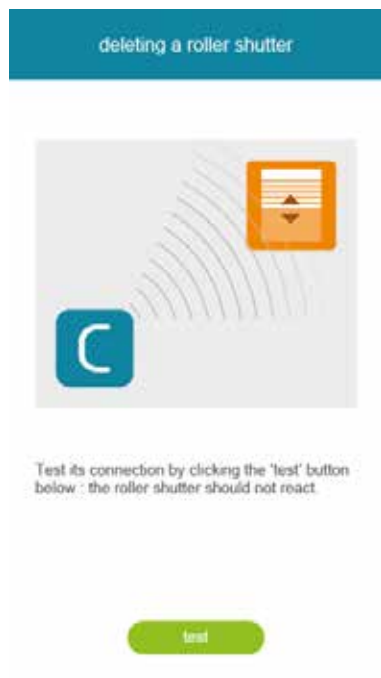 deleting a roller shutter
C
Test its connection by clicking the 'test' button
below : the roller shutter should not react
test